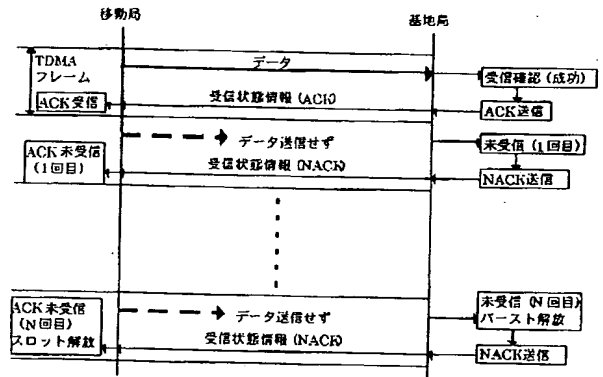 移動局
基地局
TDMA
フレーム
データ
受信確認（成功）
受信状態情報（ACK）
ACK受信
ACK送信
データ送信せず
未受信（1回目）
ACK未受信
（1回目）
受信状態情報（NACK）
NACK送信
ACK未受信
（N回目）
スロット解放
データ送信せず
未受信（N回目）
バースト解放
受信状態情報（NACK）
NACK送信